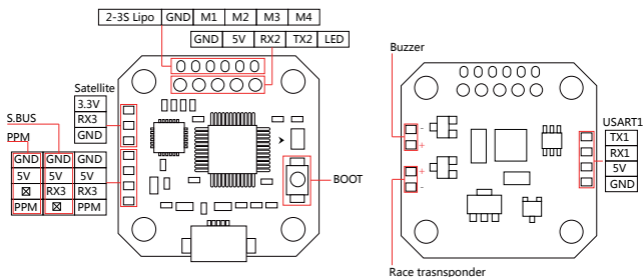 2-3S Lipo GND M1 M2 M3 M4
GND 5V RX2 TX2 LED
Buzzer
Satellite
3.3V
RX3
GND
S.BUS
PPM
GND GND GND
5V 5V 5V
RX3 RX3
PPM PPM
BOOT
- 
+
+
-
USART1
TX1
RX1
5V
GND
Race trasnsponder